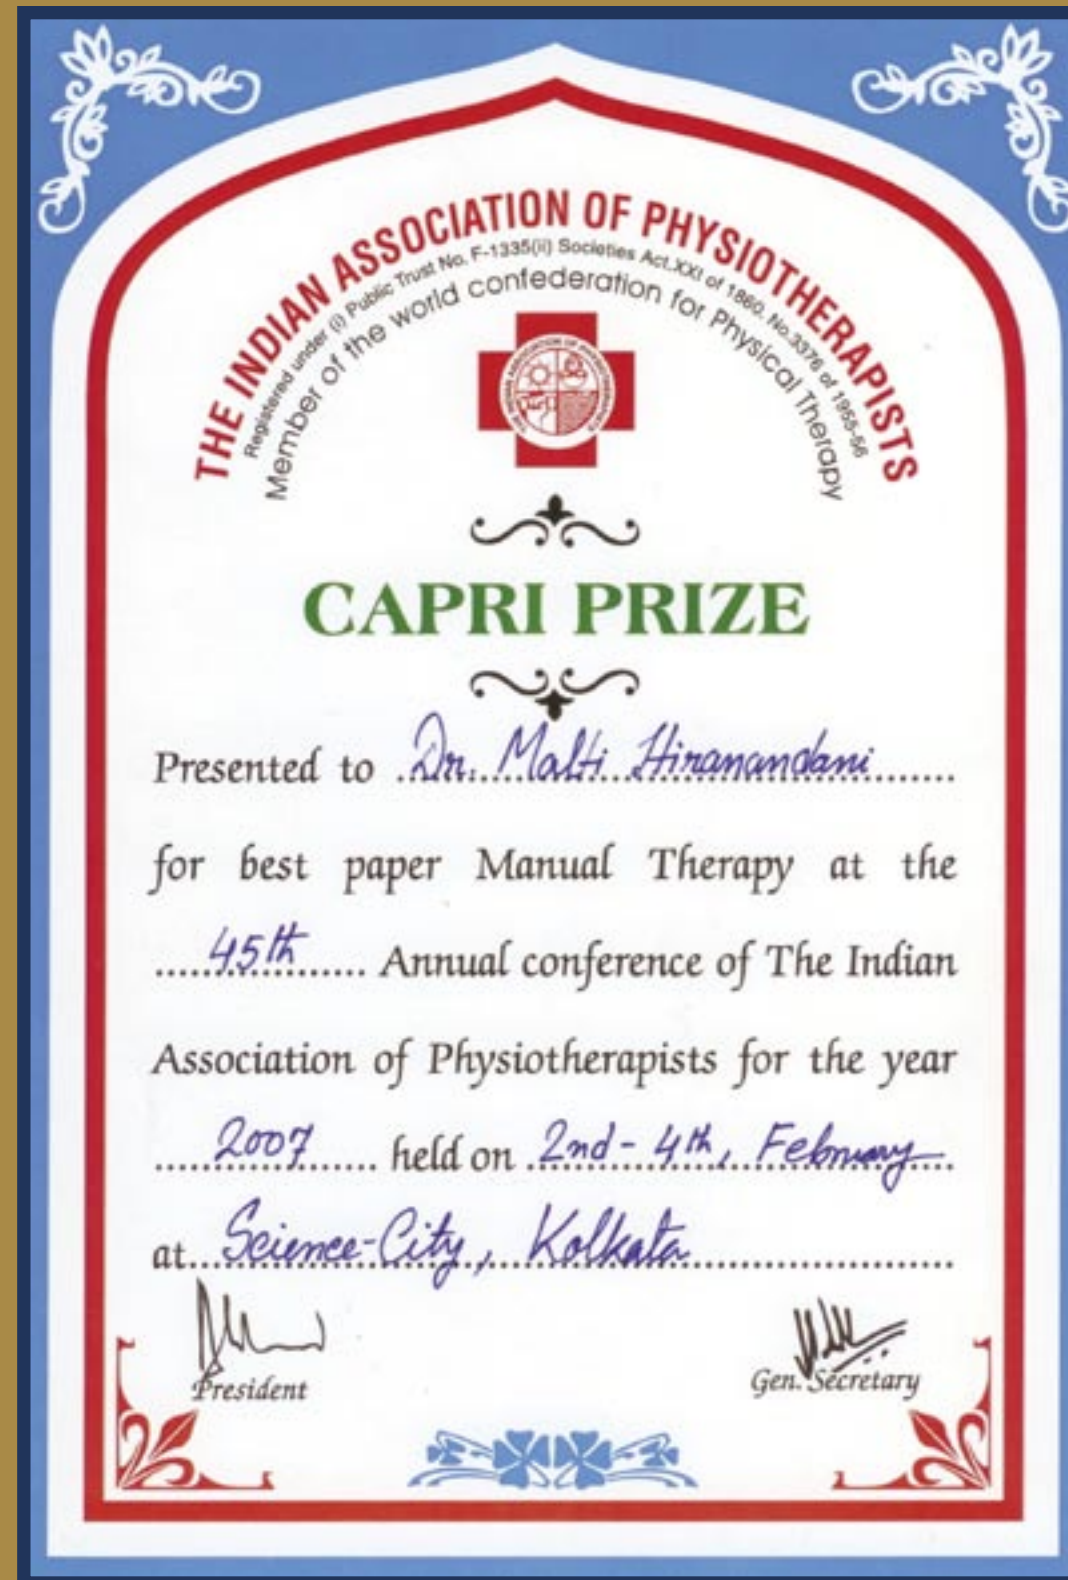 THE INDIAN ASSOCIATION OF PHYSIOTHERAPISTS
Registered under (i) Public Trust No. F-1335(ii) Societies Act.XXI of 1860. No.3376 of 1955-56
Member of the world confederation for Physical Therapy
CAPRI PRIZE
Presented to Dr. Malti Hiranandani
for best paper Manual Therapy at the
45th Annual conference of The Indian
Association of Physiotherapists for the year
2007 held on 2nd - 4th, February
at Science-City, Kolkata
President Gen. Secretary